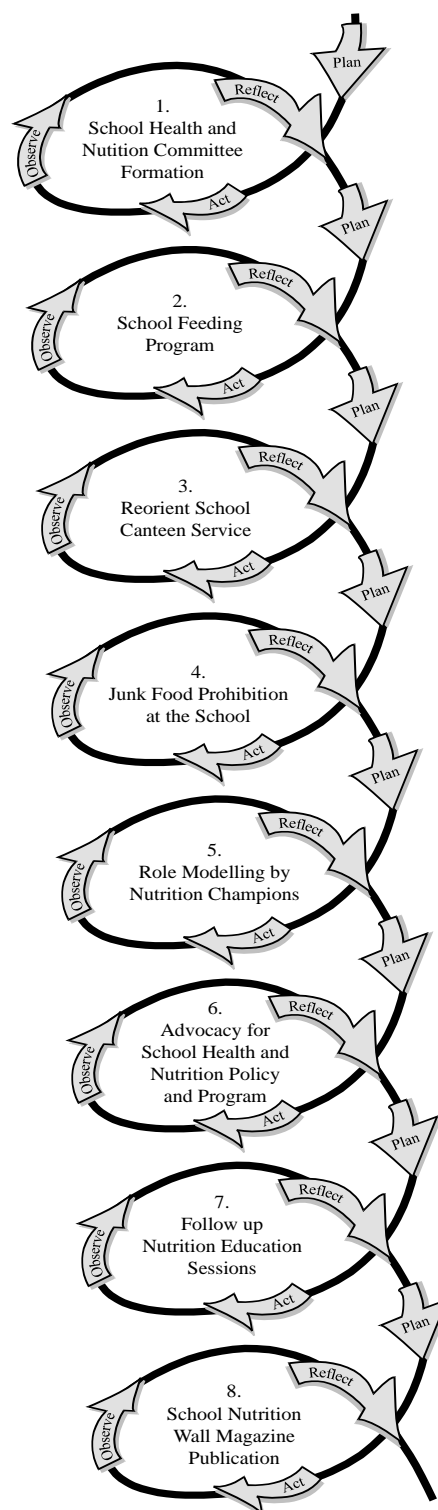 Plan
Reflect
1.
School Health and
Nutition Committee
Formation
Observe
Act
Plan
Reflect
2.
School Feeding
Program
Observe
Act
Plan
Reflect
3.
Reorient School
Canteen Service
Observe
Act
Plan
Reflect
4.
Junk Food Prohibition
at the School
Observe
Act
Plan
Reflect
5.
Role Modelling by
Nutrition Champions
Observe
Act
Plan
Reflect
6.
Advocacy for
School Health and
Nutrition Policy
and Program
Observe
Act
Plan
Reflect
7.
Follow up
Nutrition Education
Sessions
Observe
Act
Plan
Reflect
8.
School Nutrition
Wall Magazine
Publication
Observe
Act